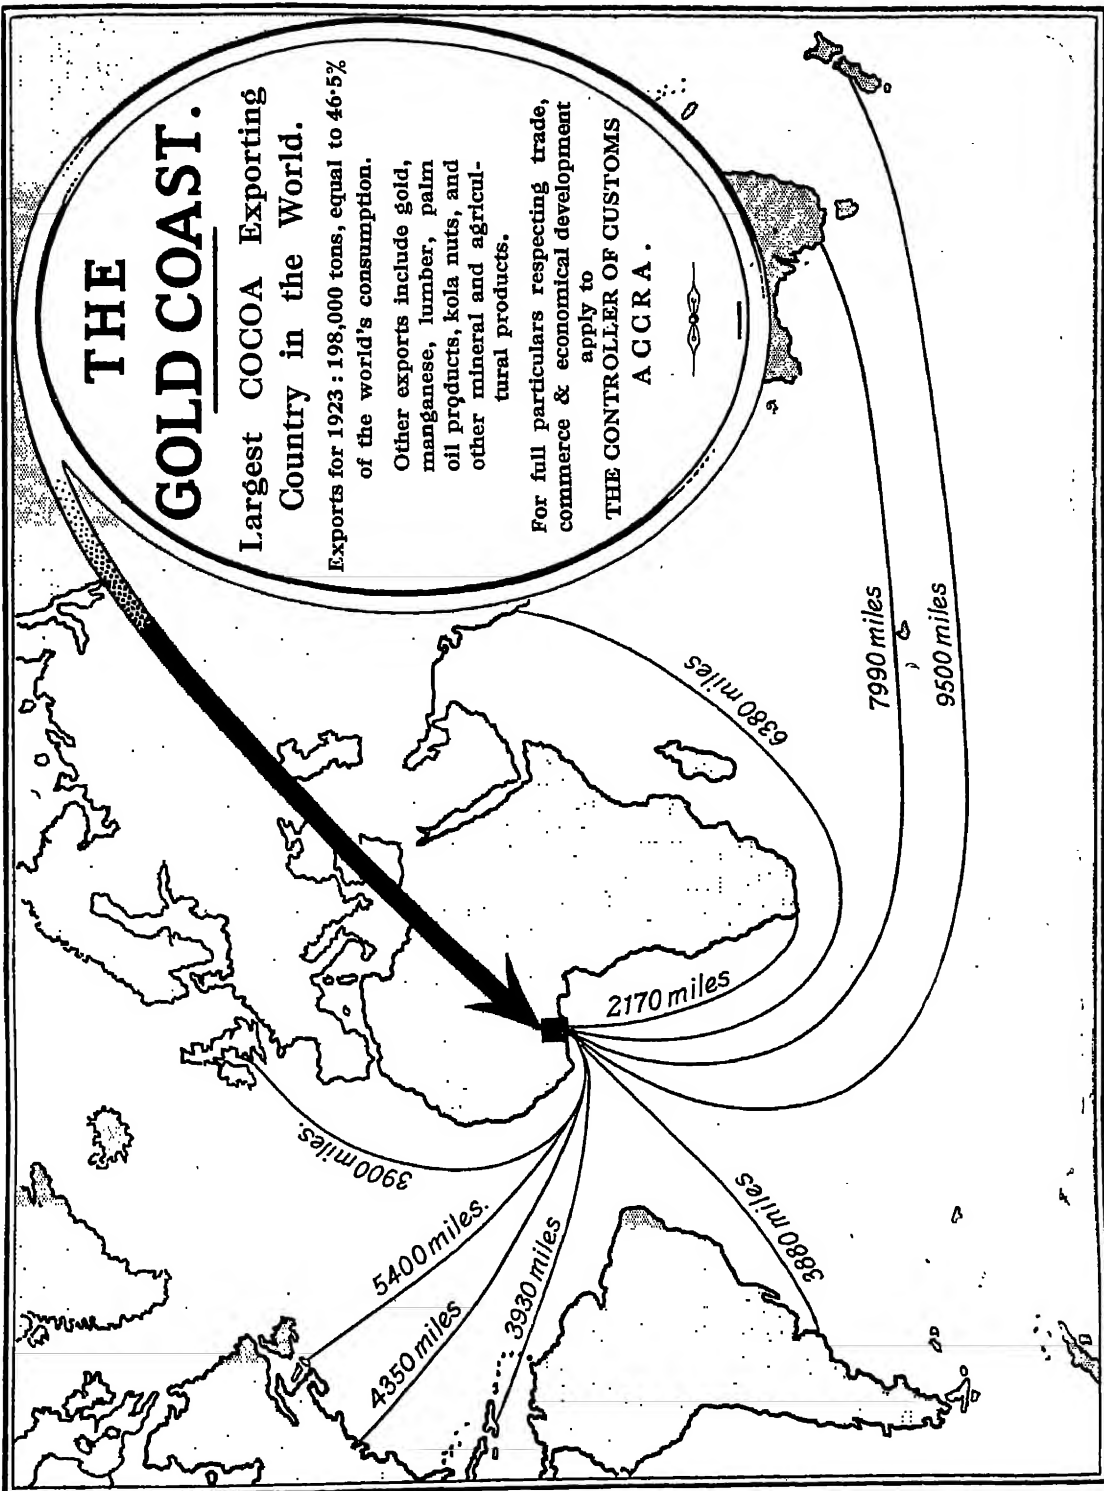 THE
GOLD COAST.
Largest COCOA Exporting
Country in the World.
Exports for 1923 : 198,000 tons, equal to 46·5%
of the world's consumption.
Other exports include gold,
manganese, lumber, palm
oil products, kola nuts, and
other mineral and agricul-
tural products.
For full particulars respecting trade,
commerce & economical development
apply to
THE CONTROLLER OF CUSTOMS
ACCRA.
3900 miles.
5400 miles.
4350 miles
3930 miles
3880 miles
2170 miles
6380 miles
7990 miles
9500 miles